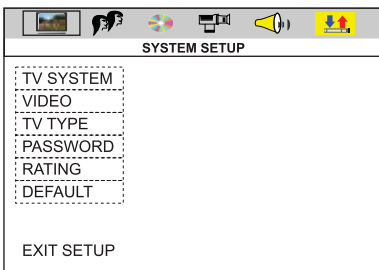 SYSTEM SETUP
TV SYSTEM
VIDEO
TV TYPE
PASSWORD
RATING
DEFAULT
EXIT SETUP